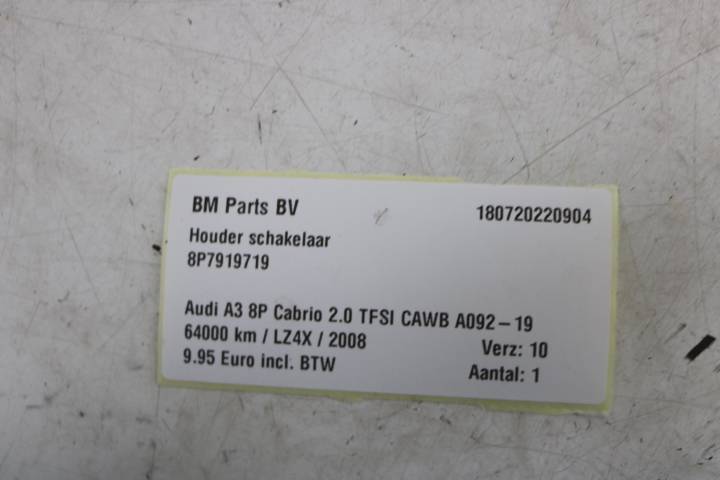 BM Parts BV 180720220904
Houder schakelaar
8P7919719
Audi A3 8P Cabrio 2.0 TFSI CAWB A092 – 19
64000 km / LZ4X / 2008 Verz: 10
9.95 Euro incl. BTW Aantal: 1